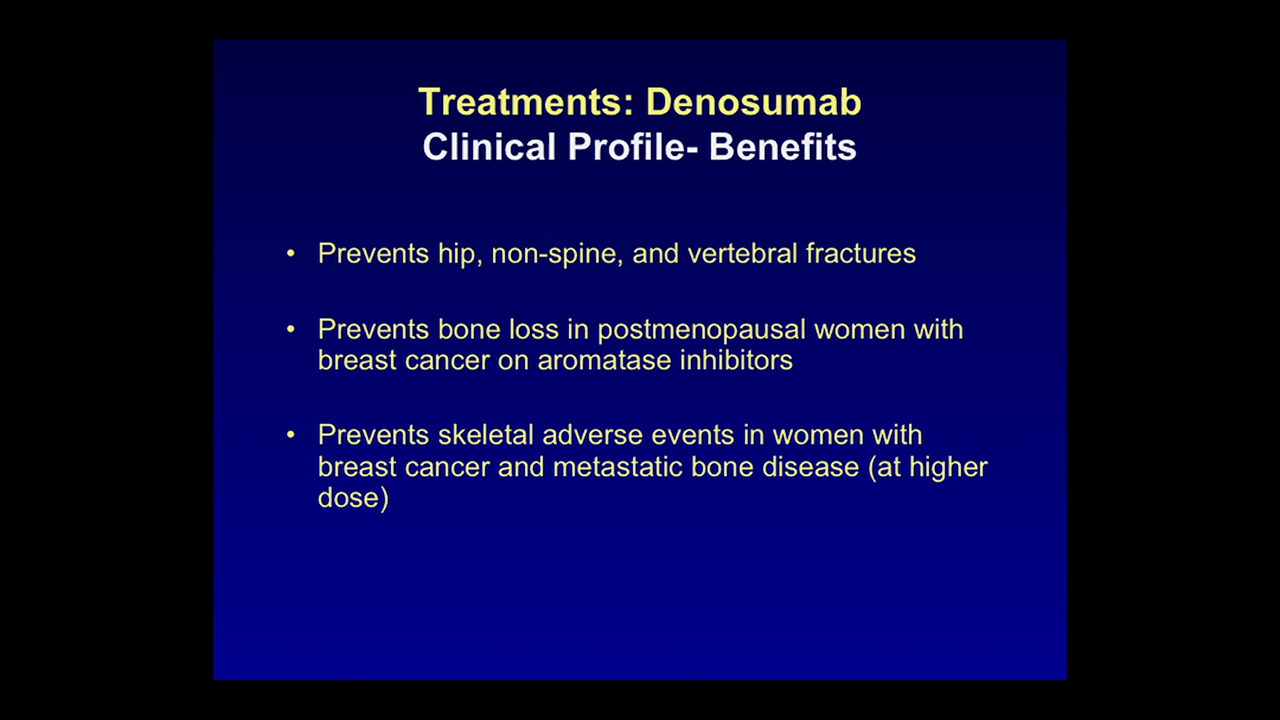 Treatments: Denosumab
Clinical Profile- Benefits
• Prevents hip, non-spine, and vertebral fractures
• Prevents bone loss in postmenopausal women with
breast cancer on aromatase inhibitors
• Prevents skeletal adverse events in women with
breast cancer and metastatic bone disease (at higher
dose)